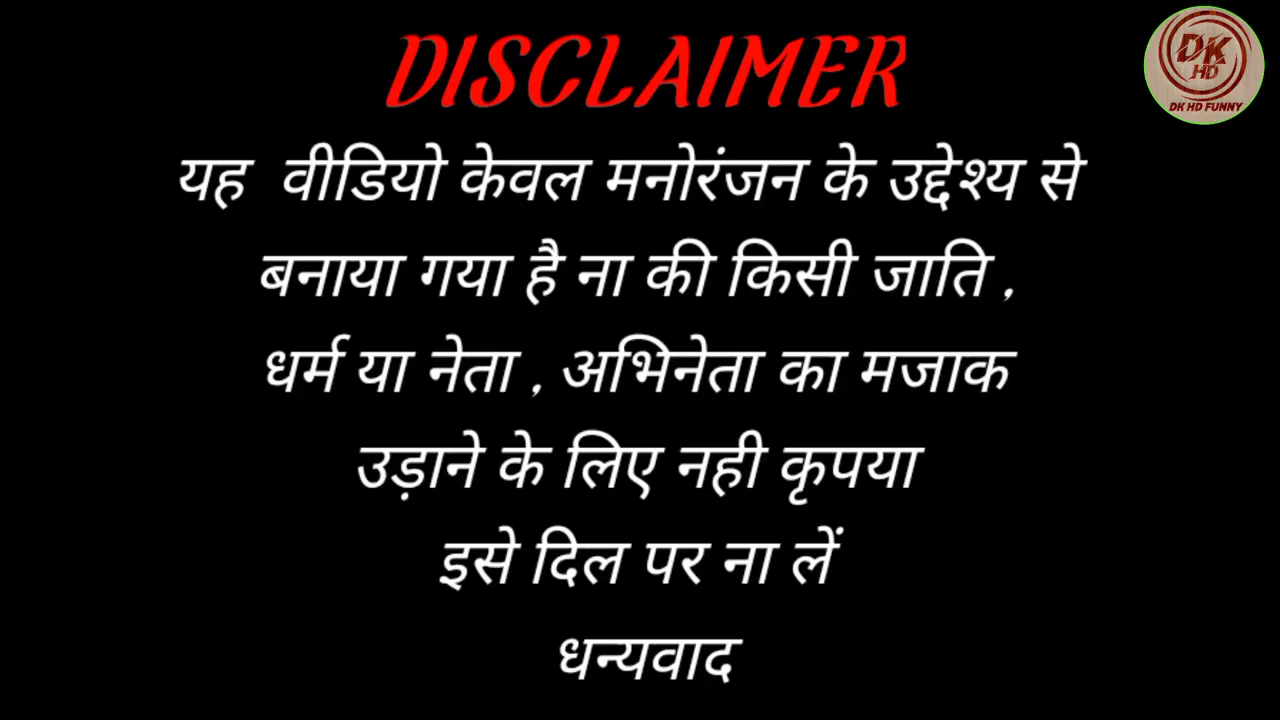 DISCLAIMER
DK
HD
DK HD FUNNY
यह वीडियो केवल मनोरंजन के उद्देश्य से
बनाया गया है ना की किसी जाति ,
धर्म या नेता , अभिनेता का मजाक
उड़ाने के लिए नही कृपया
इसे दिल पर ना लें
धन्यवाद